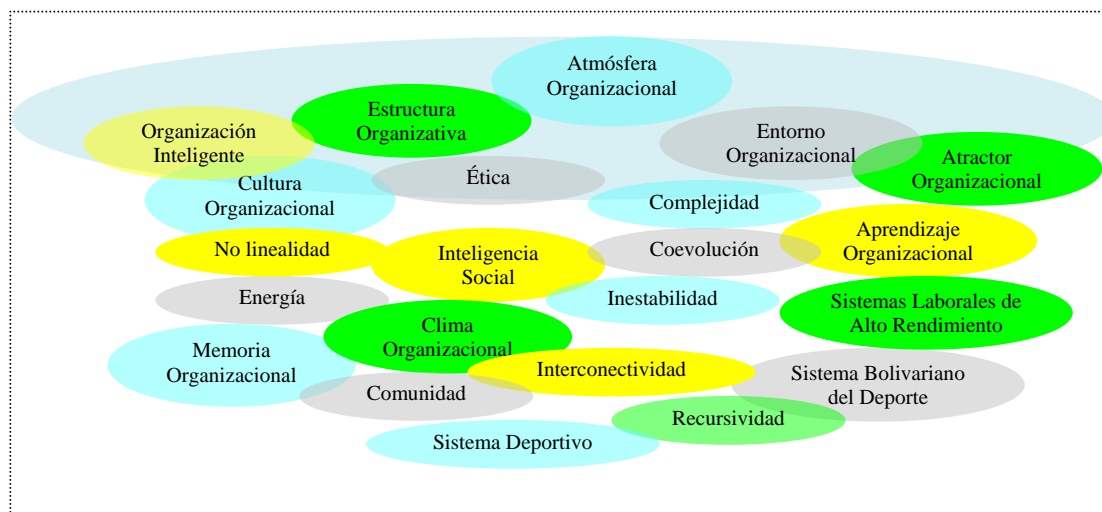 Atmósfera
Organizacional
Estructura
Organizativa
Organización
Inteligente
Entorno
Organizacional
Atractor
Organizacional
Ética
Cultura
Organizacional
Complejidad
No linealidad
Inteligencia
Social
Coevolución
Aprendizaje
Organizacional
Energía
Inestabilidad
Sistemas Laborales de
Alto Rendimiento
Clima
Organizacional
Memoria
Organizacional
Interconectividad
Sistema Bolivariano
del Deporte
Comunidad
Recursividad
Sistema Deportivo